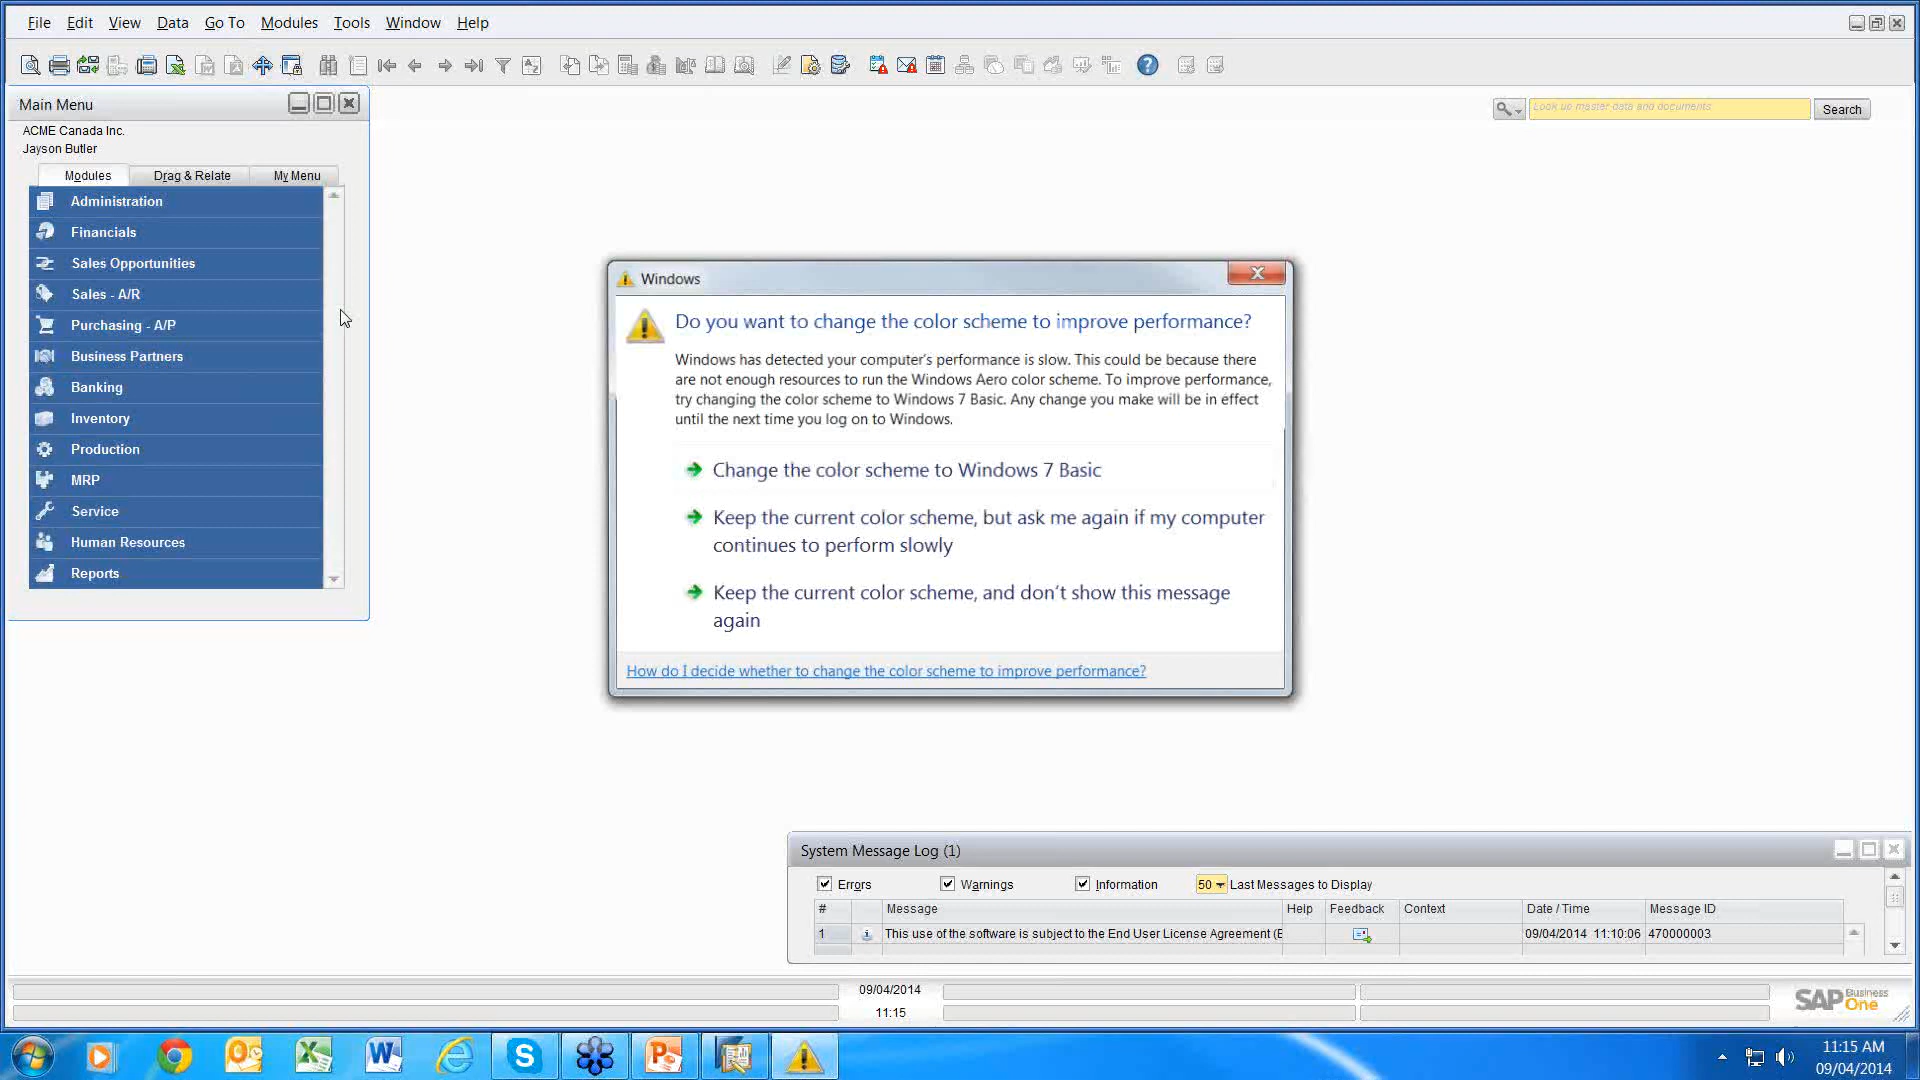 File Edit View Data Go To Modules Tools Window Help
Main Menu
Look up master data and documents Search
ACME Canada Inc.
Jayson Butler
Modules Drag & Relate My Menu
Administration
Financials
Sales Opportunities
Sales - A/R
Purchasing - A/P
Business Partners
Banking
Inventory
Production
MRP
Service
Human Resources
Reports
Windows
Do you want to change the color scheme to improve performance?
Windows has detected your computer's performance is slow. This could be because there
are not enough resources to run the Windows Aero color scheme. To improve performance,
try changing the color scheme to Windows 7 Basic. Any change you make will be in effect
until the next time you log on to Windows.
Change the color scheme to Windows 7 Basic
Keep the current color scheme, but ask me again if my computer
continues to perform slowly
Keep the current color scheme, and don't show this message
again
How do I decide whether to change the color scheme to improve performance?
System Message Log (1)
Errors Warnings Information 50 Last Messages to Display
# Message Help Feedback Context Date / Time Message ID
1 This use of the software is subject to the End User License Agreement (E 09/04/2014 11:10:06 470000003
09/04/2014
11:15
SAP Business One
11:15 AM
09/04/2014